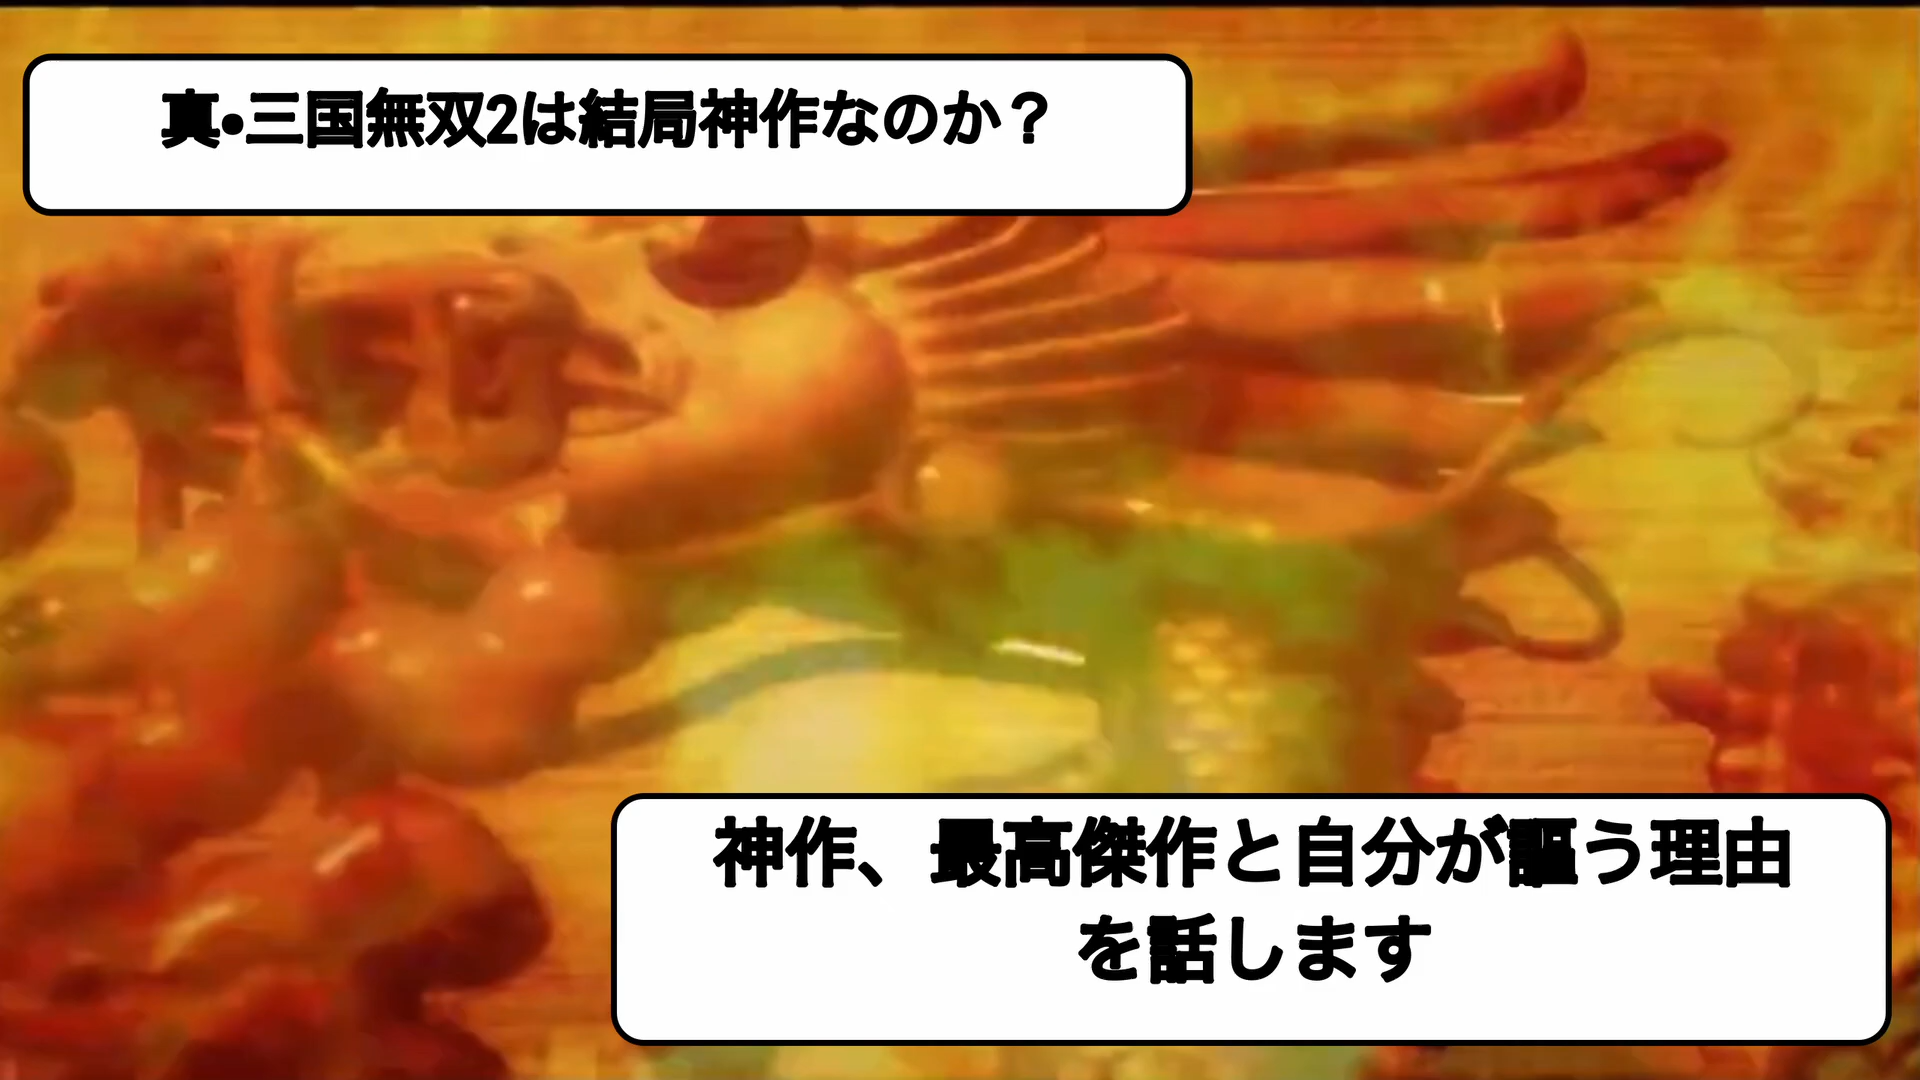 真•三国無双2は結局神作なのか？
神作、最高傑作と自分が謳う理由
を話します